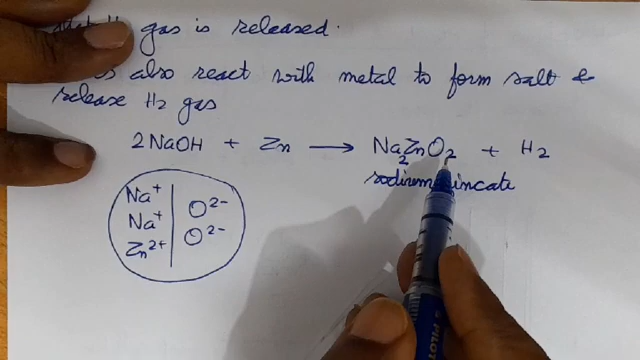 gas is released.
also react with metal to form salt &
release H₂ gas
2NaOH + Zn ⟶ Na₂ZnO₂ + H₂
sodium zincate
Na⁺ O²⁻
Na⁺ O²⁻
Zn²⁺
PILOT